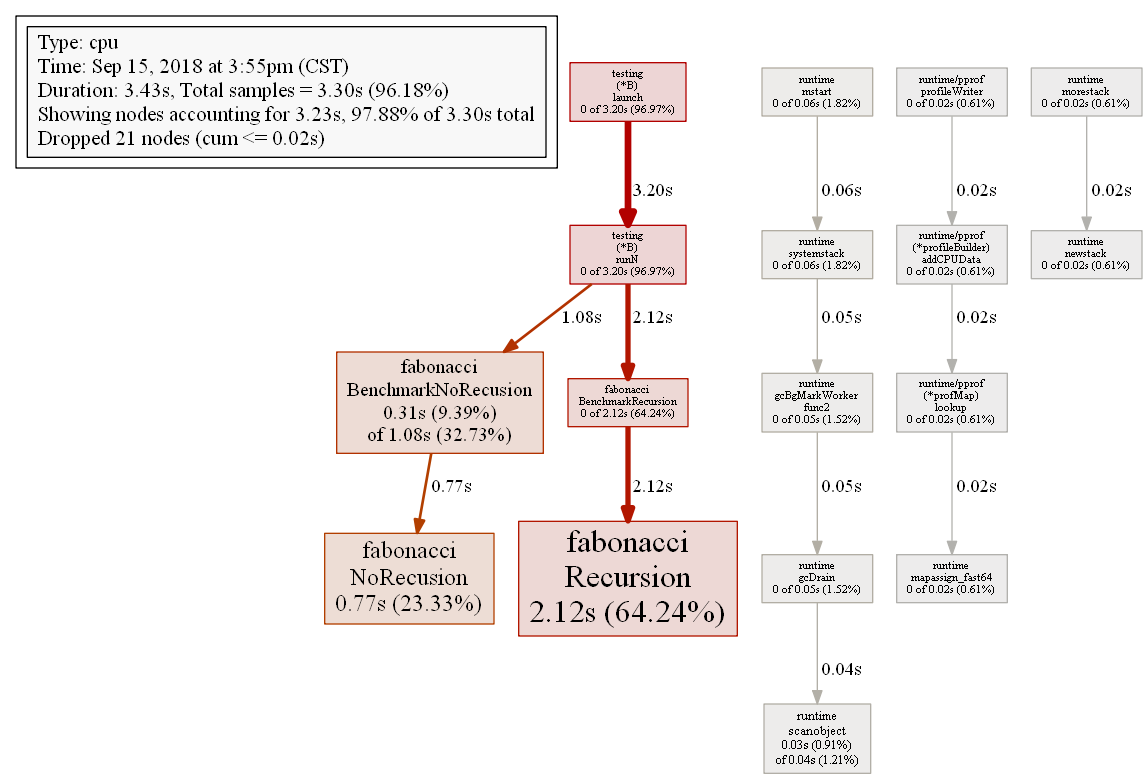 Type: cpu
Time: Sep 15, 2018 at 3:55pm (CST)
Duration: 3.43s, Total samples = 3.30s (96.18%)
Showing nodes accounting for 3.23s, 97.88% of 3.30s total
Dropped 21 nodes (cum <= 0.02s)
testing
(*B)
launch
0 of 3.20s (96.97%)
3.20s
testing
(*B)
runN
0 of 3.20s (96.97%)
1.08s
2.12s
fabonacci
BenchmarkNoRecusion
0.31s (9.39%)
of 1.08s (32.73%)
0.77s
fabonacci
NoRecusion
0.77s (23.33%)
fabonacci
BenchmarkRecursion
0 of 2.12s (64.24%)
2.12s
fabonacci
Recursion
2.12s (64.24%)
runtime
mstart
0 of 0.06s (1.82%)
0.06s
runtime
systemstack
0 of 0.06s (1.82%)
0.05s
runtime
gcBgMarkWorker
func2
0 of 0.05s (1.52%)
0.05s
runtime
gcDrain
0 of 0.05s (1.52%)
0.04s
runtime
scanobject
0.03s (0.91%)
of 0.04s (1.21%)
runtime/pprof
profileWriter
0 of 0.02s (0.61%)
0.02s
runtime/pprof
(*profileBuilder)
addCPUData
0 of 0.02s (0.61%)
0.02s
runtime/pprof
(*profMap)
lookup
0 of 0.02s (0.61%)
0.02s
runtime
mapassign_fast64
0 of 0.02s (0.61%)
runtime
morestack
0 of 0.02s (0.61%)
0.02s
runtime
newstack
0 of 0.02s (0.61%)